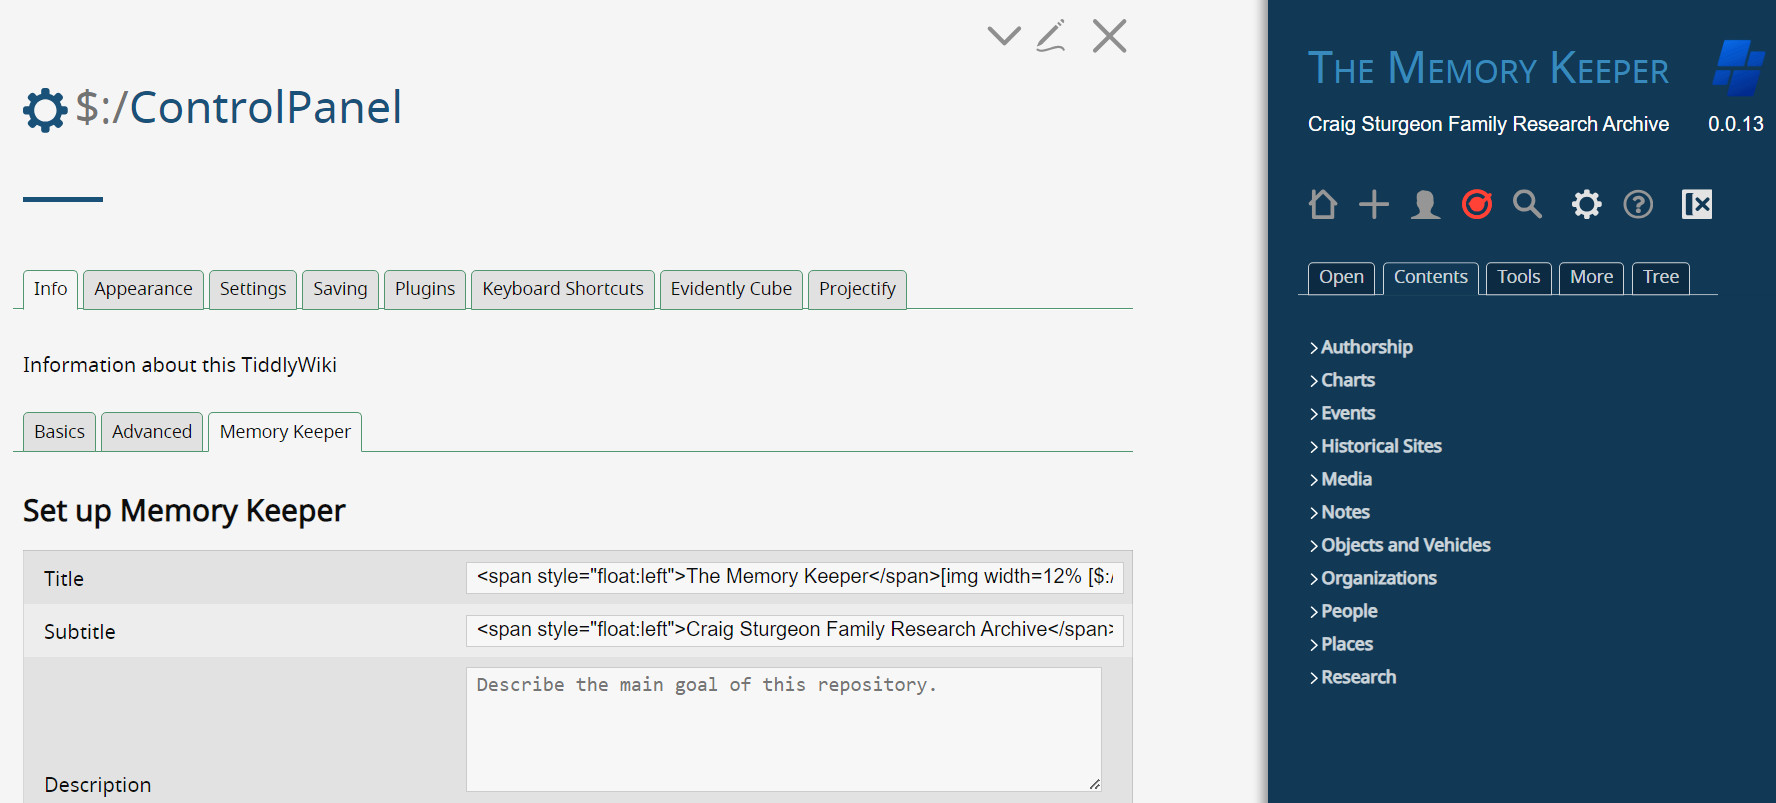 $:/ControlPanel
Info Appearance Settings Saving Plugins Keyboard Shortcuts Evidently Cube Projectify
Information about this TiddlyWiki
Basics Advanced Memory Keeper
Set up Memory Keeper
Title <span style="float:left">The Memory Keeper</span>[img width=12% [$:/
Subtitle <span style="float:left">Craig Sturgeon Family Research Archive</span>
Describe the main goal of this repository.
Description
The Memory Keeper
Craig Sturgeon Family Research Archive 0.0.13
Open Contents Tools More Tree
Authorship
Charts
Events
Historical Sites
Media
Notes
Objects and Vehicles
Organizations
People
Places
Research